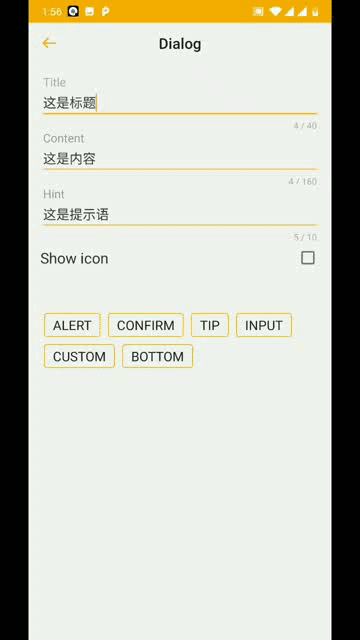 1:56
Dialog
Title
这是标题
4 / 40
Content
这是内容
4 / 160
Hint
这是提示语
5 / 10
Show icon
ALERT CONFIRM TIP INPUT
CUSTOM BOTTOM